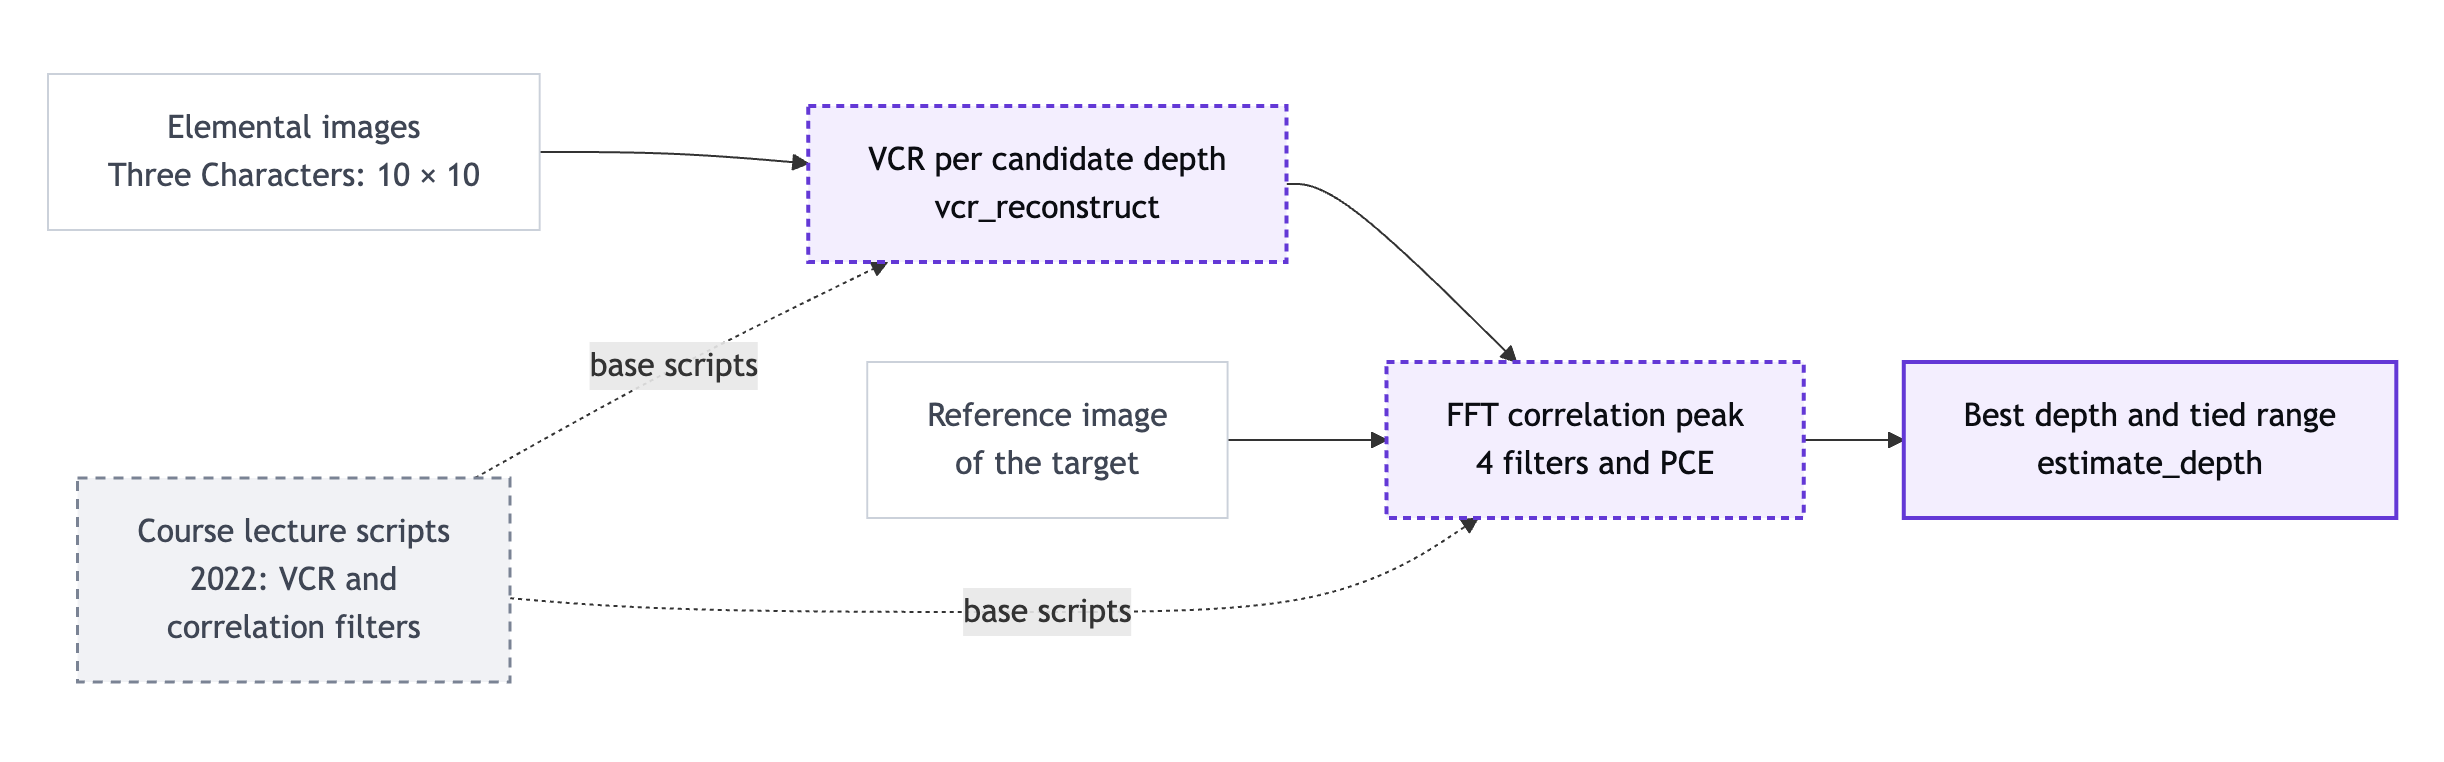 Elemental images
Three Characters: 10 × 10
VCR per candidate depth
vcr_reconstruct
base scripts
Reference image
of the target
FFT correlation peak
4 filters and PCE
Best depth and tied range
estimate_depth
Course lecture scripts
2022: VCR and
correlation filters
base scripts